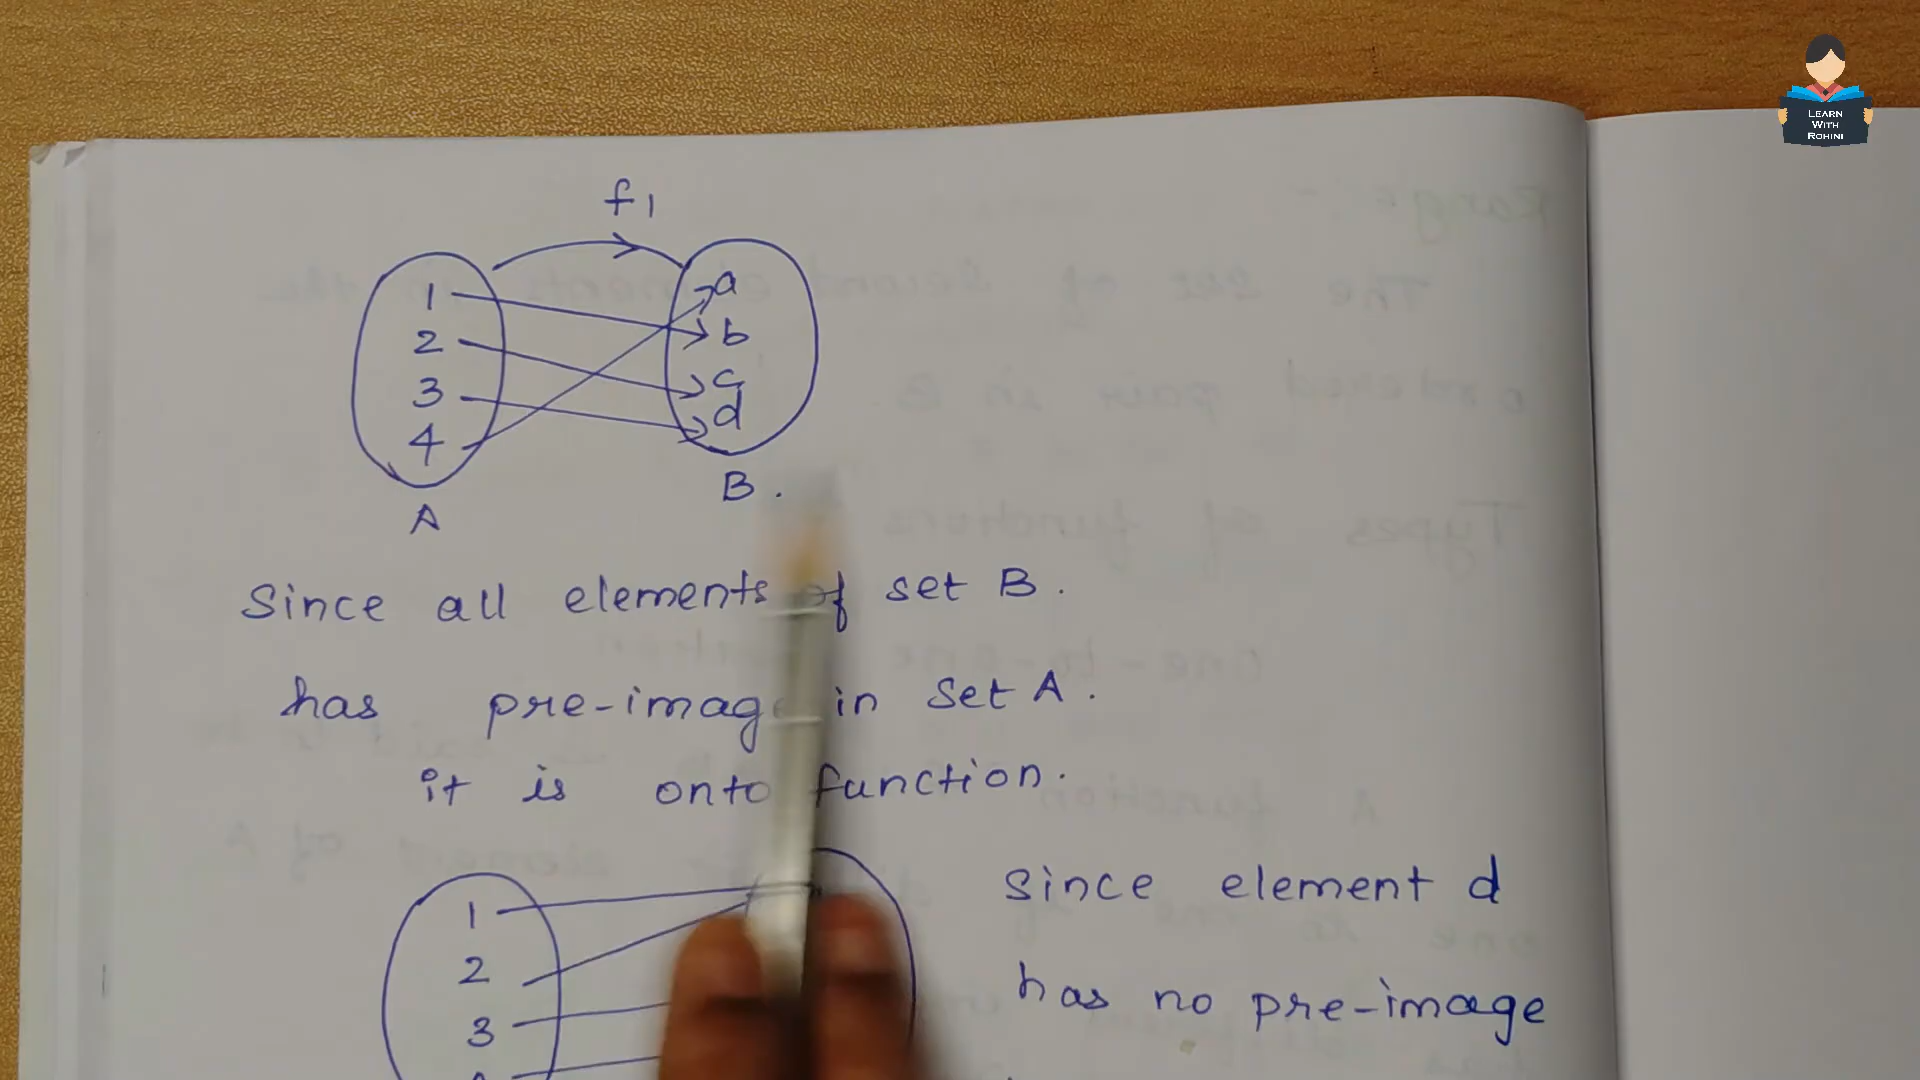 LEARN
WITH
ROHINI
f1
1
2
3
4
A
a
b
c
d
B.
Since all elements of set B.
has pre-image in set A.
it is onto function.
1
2
3
since element d
has no pre-image